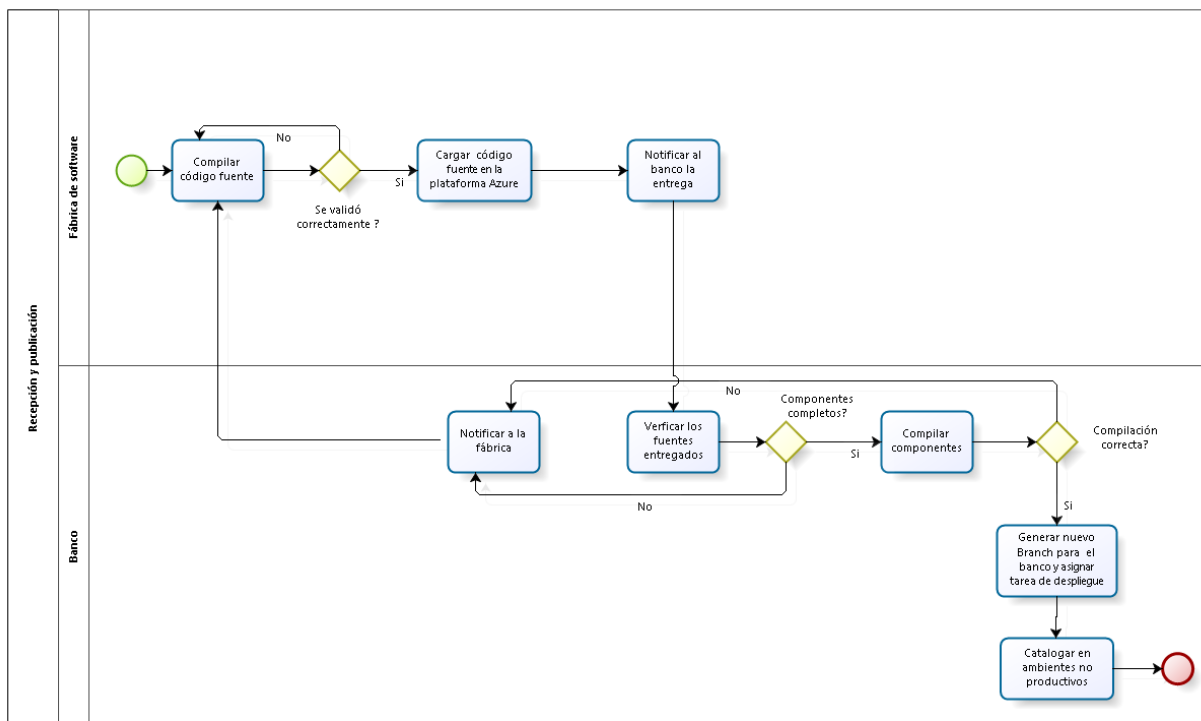 Recepción y publicación
Fábrica de software
No
Compilar
código fuente
Se validó
correctamente ?
Si
Cargar código
fuente en la
plataforma Azure
Notificar al
banco la
entrega
Banco
No
Notificar a la
fábrica
Verficar los
fuentes
entregados
Componentes
completos?
Si
No
Compilar
componentes
Compilación
correcta?
Si
Generar nuevo
Branch para el
banco y asignar
tarea de despliegue
Catalogar en
ambientes no
productivos